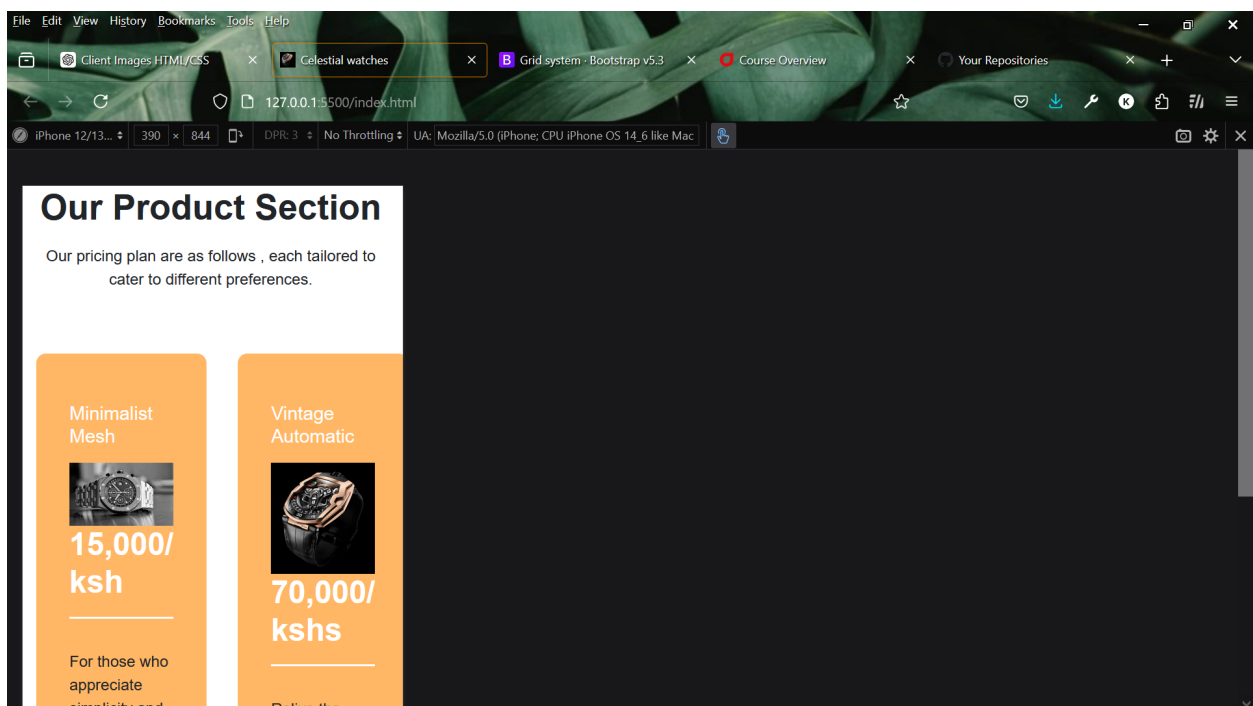 File Edit View History Bookmarks Tools Help
Client Images HTML/CSS
Celestial watches
B Grid system · Bootstrap v5.3
Course Overview
Your Repositories
127.0.0.1:5500/index.html
K
iPhone 12/13... 390 × 844 DPR: 3 No Throttling UA: Mozilla/5.0 (iPhone; CPU iPhone OS 14_6 like Mac
Our Product Section
Our pricing plan are as follows , each tailored to
cater to different preferences.
Minimalist
Mesh
15,000/
ksh
For those who
appreciate
simplicity and
Vintage
Automatic
70,000/
kshs
Relive the